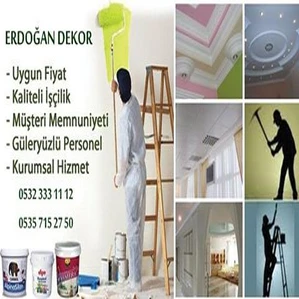 ERDOĞAN DEKOR
- Uygun Fiyat
- Kaliteli İşçilik
- Müşteri Memnuniyeti
- Güleryüzlü Personel
- Kurumsal Hizmet
0532 333 11 12
0535 715 27 50